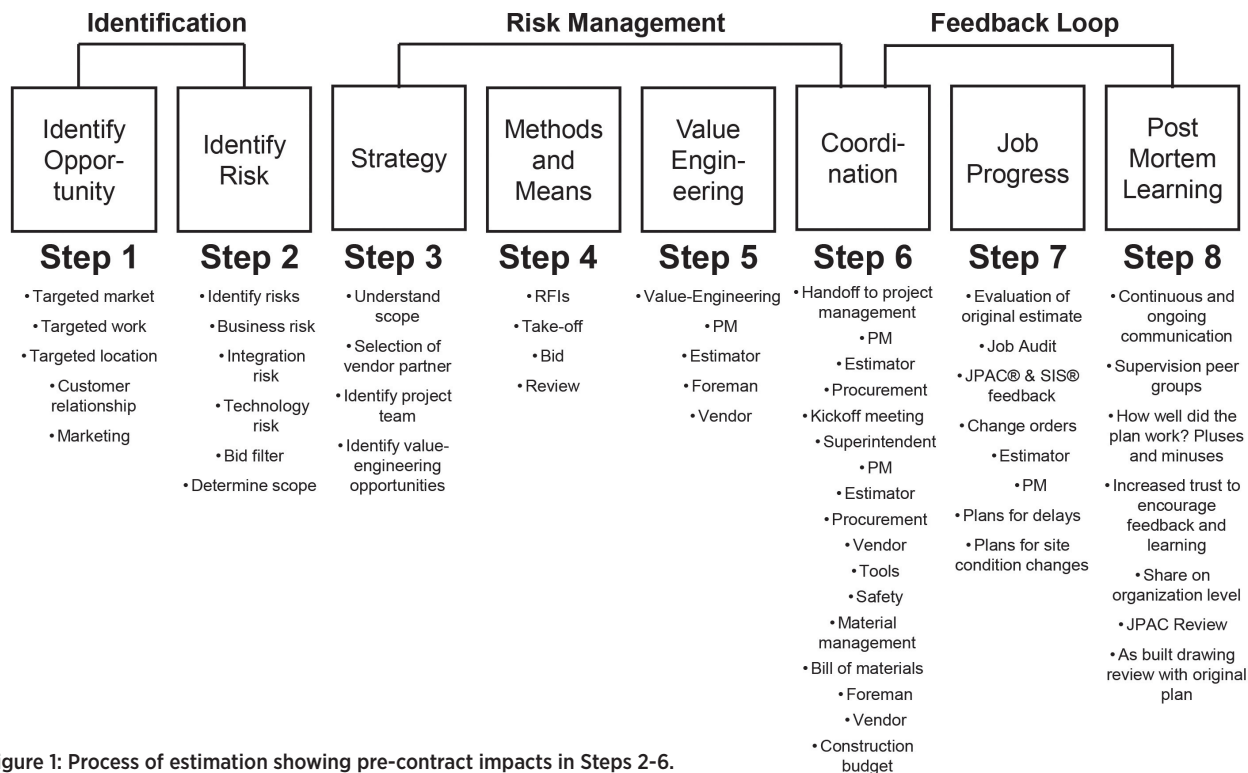 Identification
Risk Management
Feedback Loop
Identify
Oppor-
tunity
Identify
Risk
Strategy
Methods
and
Means
Value
Engin-
eering
Coordi-
nation
Job
Progress
Post
Mortem
Learning
Step 1
• Targeted market
• Targeted work
• Targeted location
• Customer
relationship
• Marketing
Step 2
• Identify risks
• Business risk
• Integration
risk
• Technology
risk
• Bid filter
• Determine scope
Step 3
• Understand
scope
• Selection of
vendor partner
• Identify project
team
• Identify value-
engineering
opportunities
Step 4
• RFIs
• Take-off
• Bid
• Review
Step 5
• Value-Engineering
• PM
• Estimator
• Foreman
• Vendor
Step 6
• Handoff to project
management
• PM
• Estimator
• Procurement
• Kickoff meeting
• Superintendent
• PM
• Estimator
• Procurement
• Vendor
• Tools
• Safety
• Material
management
• Bill of materials
• Foreman
• Vendor
• Construction
budget
Step 7
• Evaluation of
original estimate
• Job Audit
• JPAC® & SIS®
feedback
• Change orders
• Estimator
• PM
• Plans for delays
• Plans for site
condition changes
Step 8
• Continuous and
ongoing
communication
• Supervision peer
groups
• How well did the
plan work? Pluses
and minuses
• Increased trust to
encourage
feedback and
learning
• Share on
organization level
• JPAC Review
• As built drawing
review with original
plan
igure 1: Process of estimation showing pre-contract impacts in Steps 2-6.